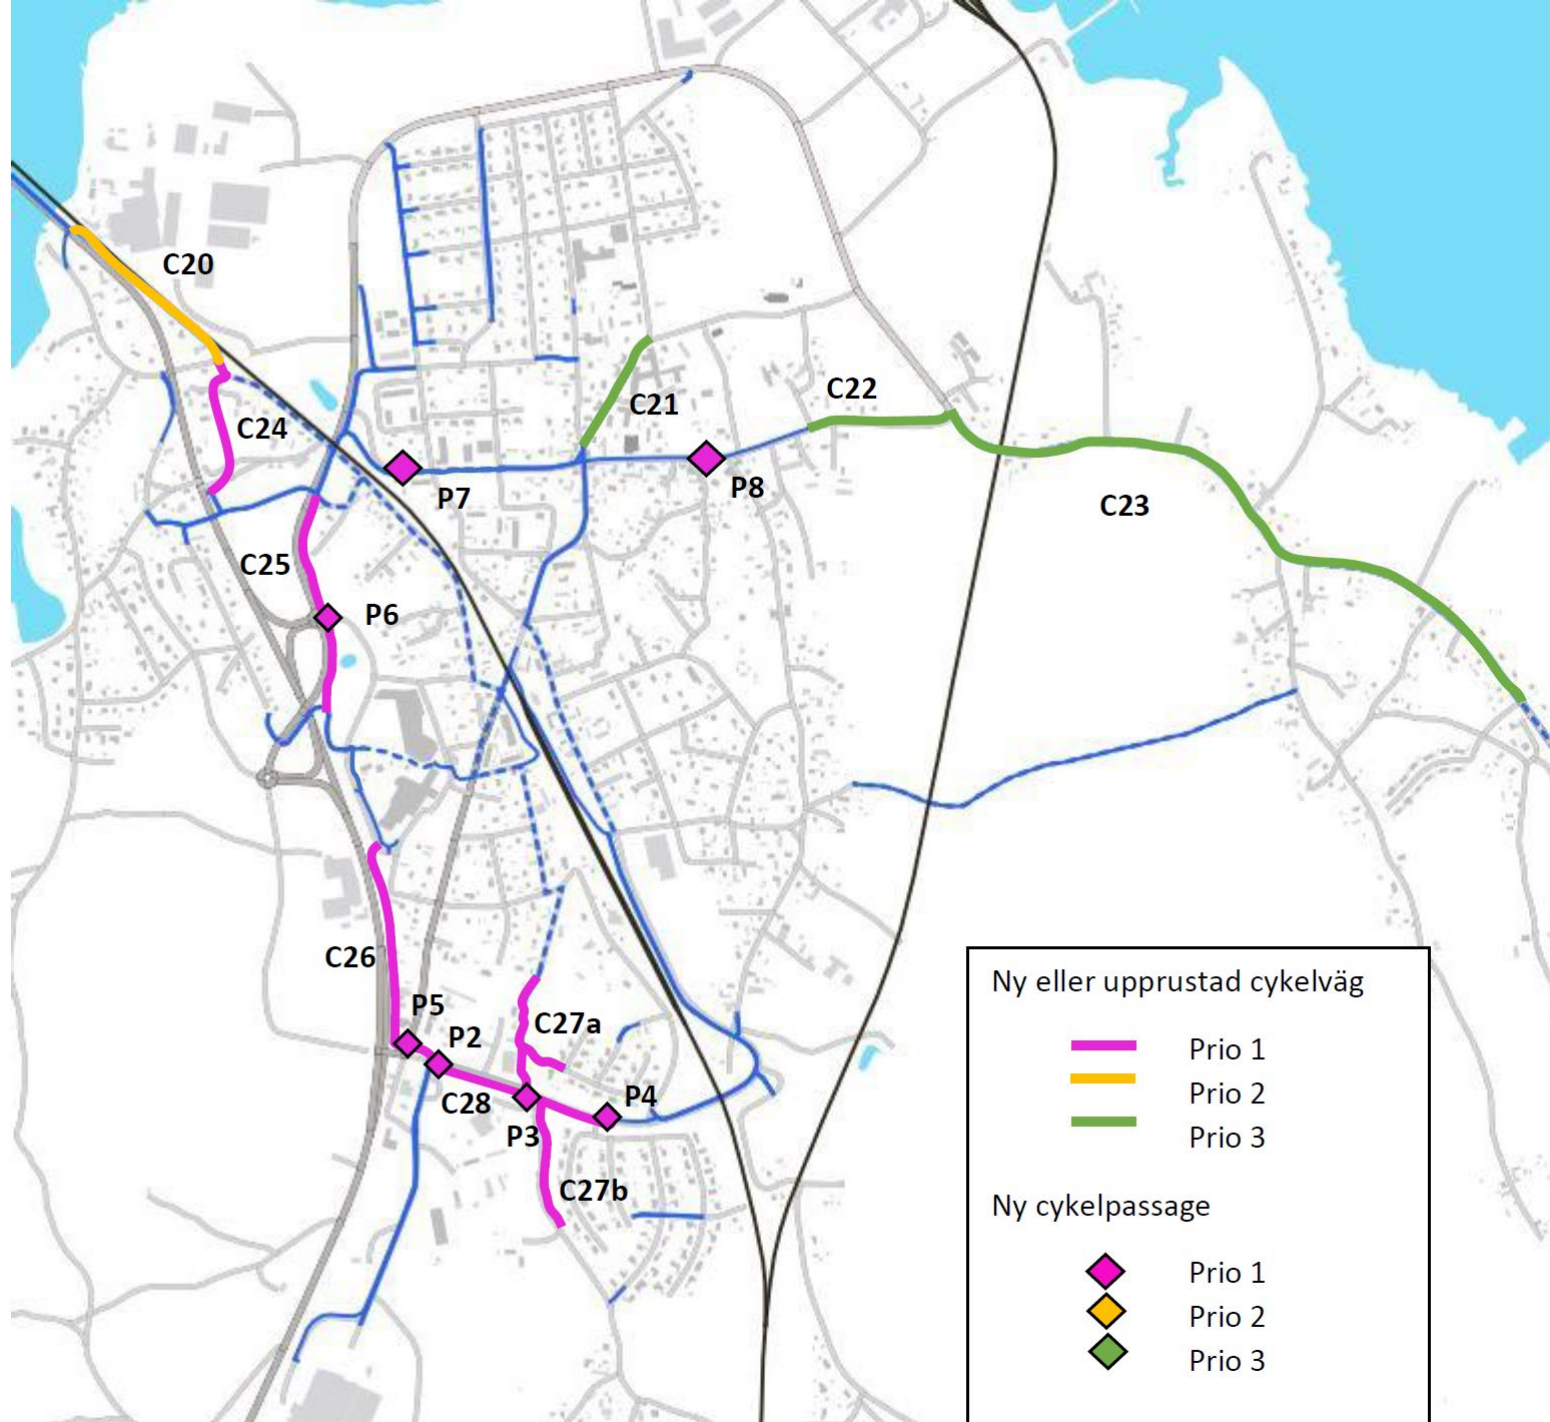 C20
C22
C21
C24
P8
P7
C23
C25
P6
C26
Ny eller upprustad cykelväg
P5
C27a
P2
Prio 1
Prio 2
P4
C28
P3
Prio 3
C27b
Ny cykelpassage
Prio 1
Prio 2
Prio 3